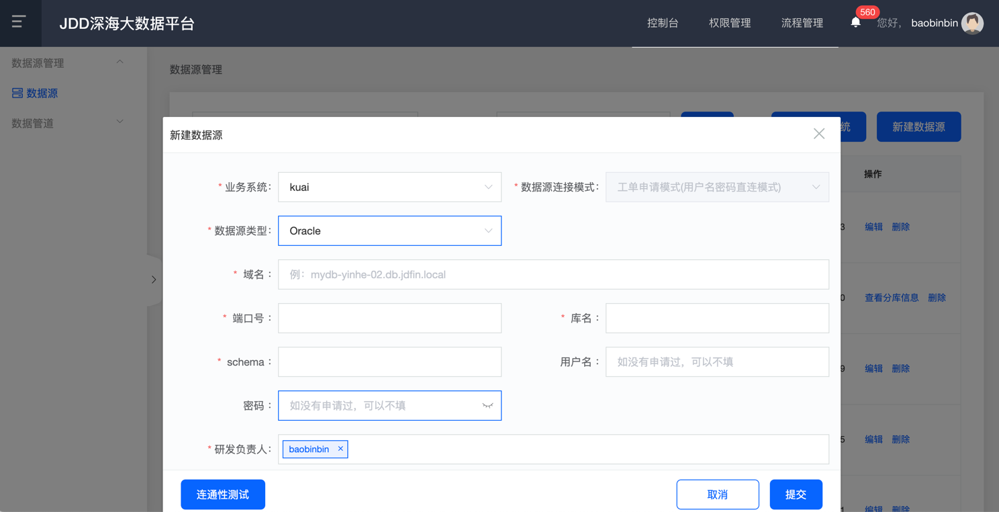 JDD深海大数据平台
控制台 权限管理 流程管理 560 您好， baobinbin
数据源管理
数据源
数据管道
数据源管理
统 新建数据源
操作
3 编辑 删除
0 查看分库信息 删除
9 编辑 删除
5 编辑 删除
1 编辑 删除
新建数据源
* 业务系统: kuai
* 数据源连接模式: 工单申请模式(用户名密码直连模式)
* 数据源类型: Oracle
* 域名： 例：mydb-yinhe-02.db.jdfin.local
* 端口号：
* 库名：
* schema：
用户名： 如没有申请过，可以不填
密码： 如没有申请过，可以不填
* 研发负责人: baobinbin ×
连通性测试 取消 提交